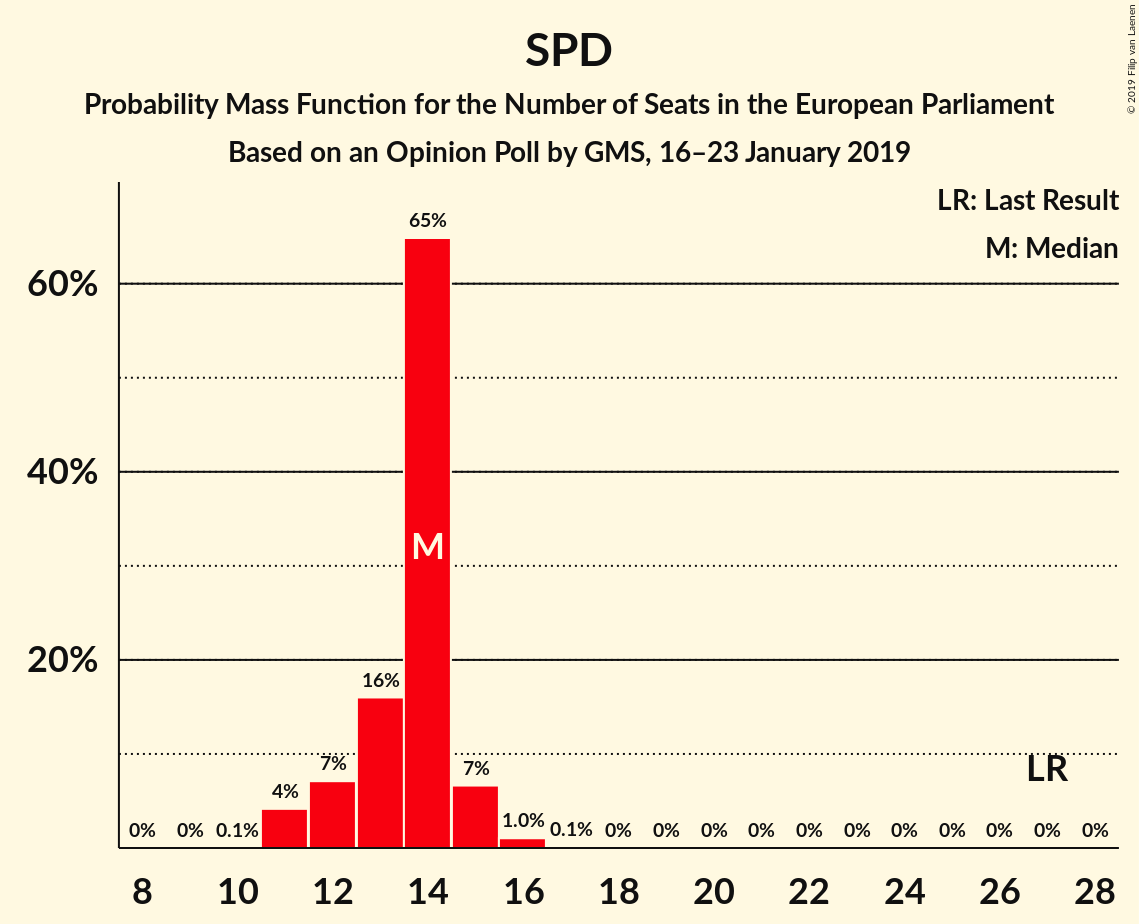 SPD
Probability Mass Function for the Number of Seats in the European Parliament
Based on an Opinion Poll by GMS, 16–23 January 2019
© 2019 Filip van Laenen
LR: Last Result
M: Median
60%
40%
20%
65%
M
16%
7%
7%
4%
LR
0% 0% 0.1% 1.0% 0.1% 0% 0% 0% 0% 0% 0% 0% 0% 0% 0% 0%
8 10 12 14 16 18 20 22 24 26 28